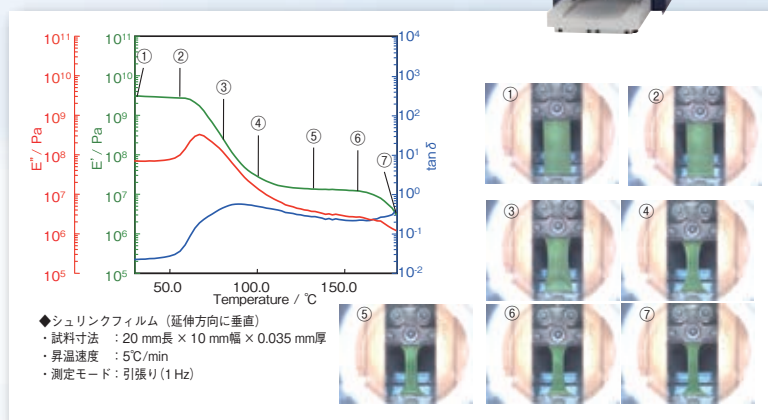 10¹¹ 10¹¹ 10⁴
10¹⁰ 10¹⁰ 10³
10⁹ 10⁹ 10²
10⁸ 10⁸ 10¹
10⁷ 10⁷ 10⁰
10⁶ 10⁶ 10⁻¹
10⁵ 10⁵ 10⁻²
E" / Pa
E' / Pa
tanδ
① ② ③ ④ ⑤ ⑥ ⑦
50.0 100.0 150.0
Temperature / ℃
◆シュリンクフィルム（延伸方向に垂直）
・試料寸法　：20 mm長 × 10 mm幅 × 0.035 mm厚
・昇温速度　：5℃/min
・測定モード：引張り(1 Hz)
① ②
③ ④
⑤ ⑥ ⑦